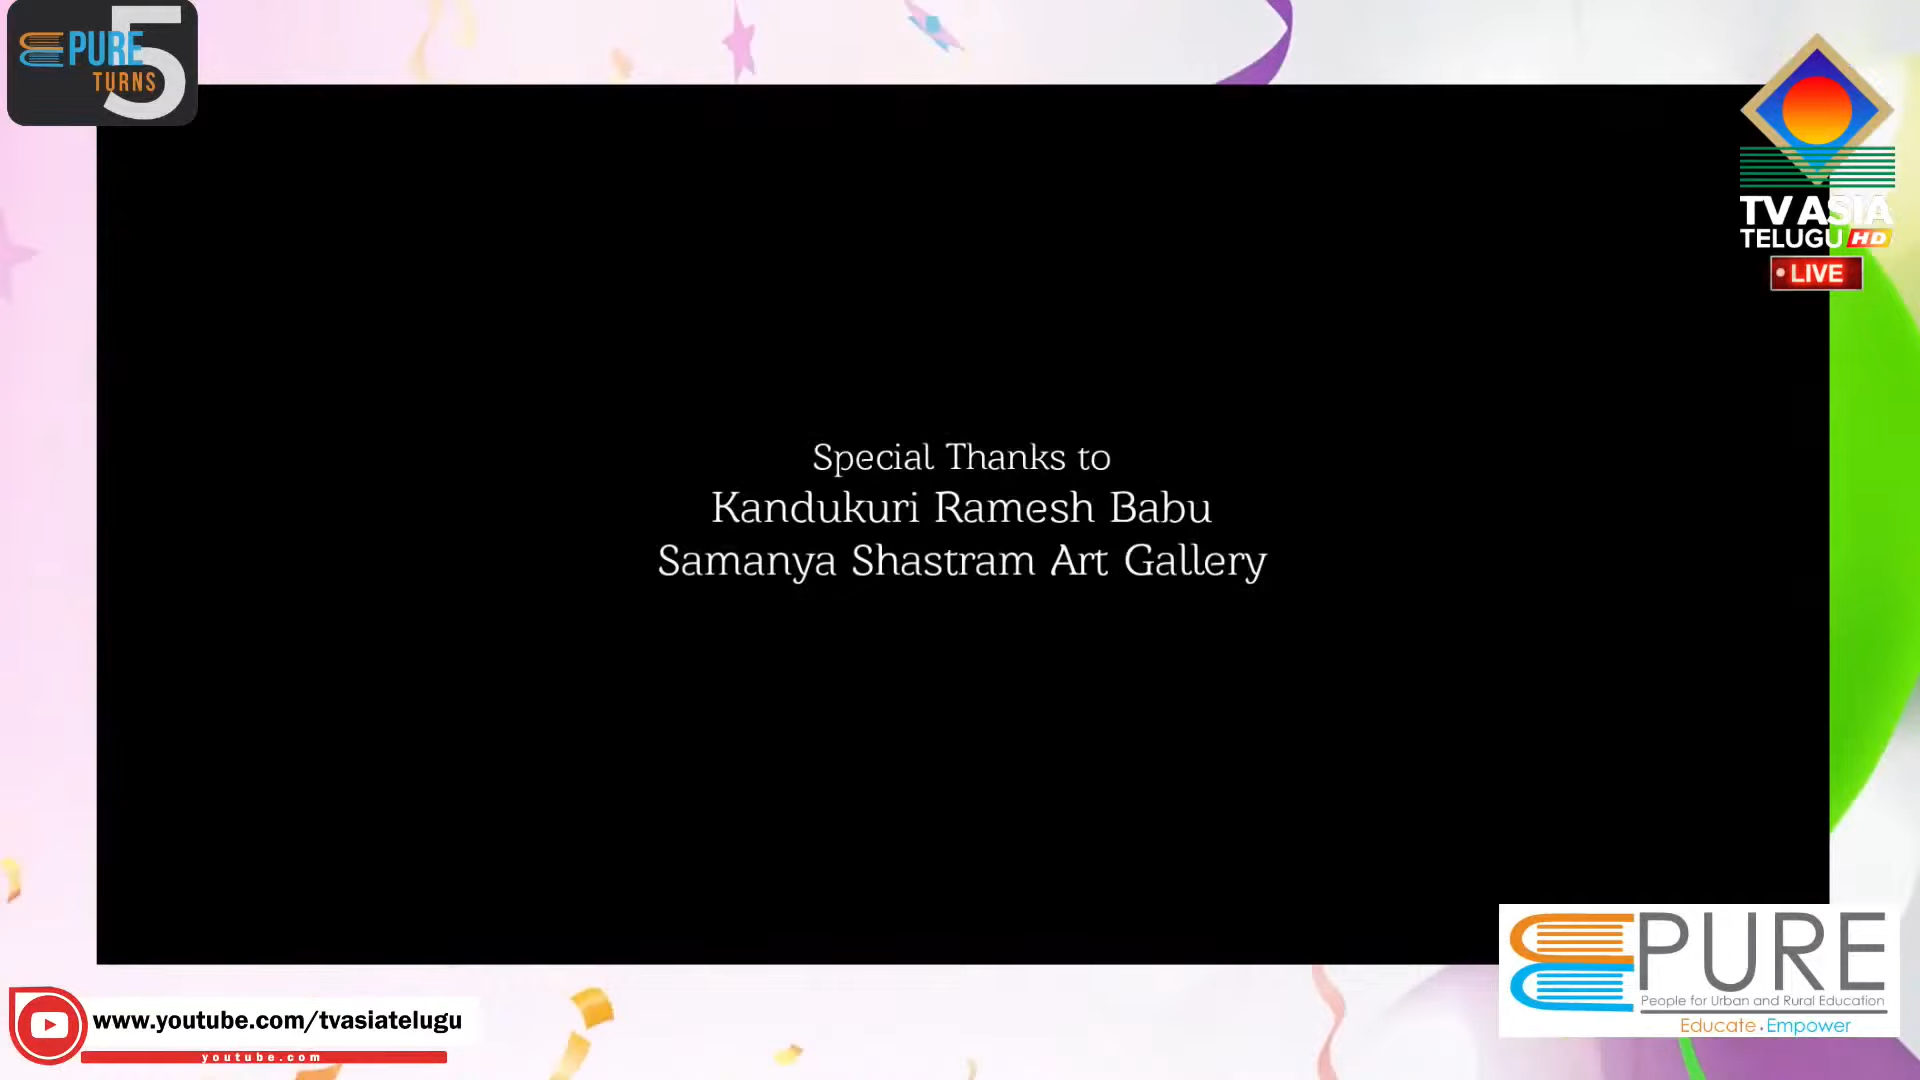 PURE
TURNS
5
TV ASIA
TELUGU HD
LIVE
Special Thanks to
Kandukuri Ramesh Babu
Samanya Shastram Art Gallery
PURE
People for Urban and Rural Education
Educate . Empower
www.youtube.com/tvasiatelugu
youtube.com